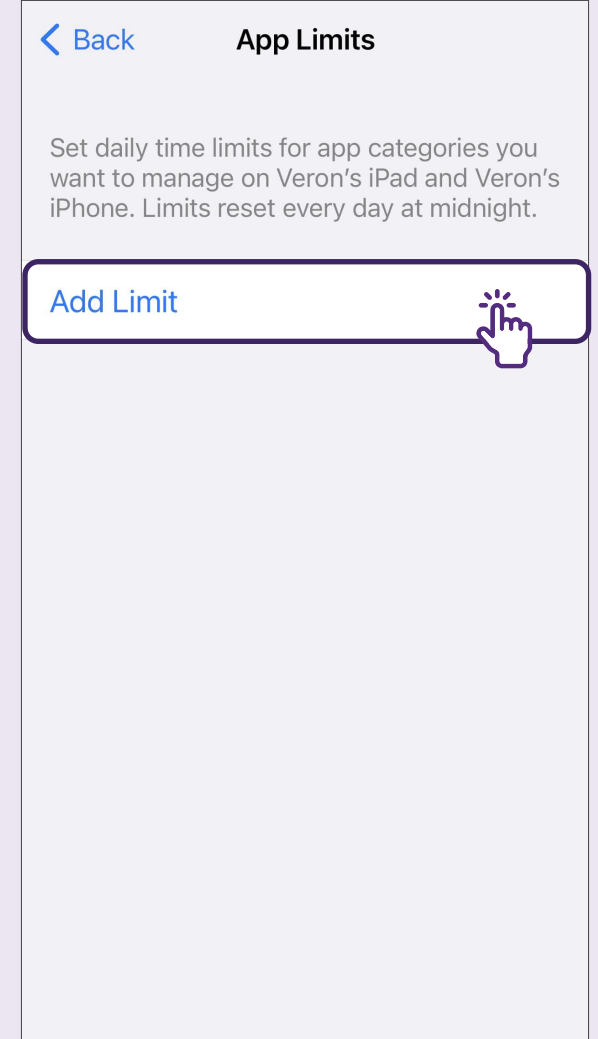 Back
App Limits
Set daily time limits for app categories you
want to manage on Veron’s iPad and Veron’s
iPhone. Limits reset every day at midnight.
Add Limit